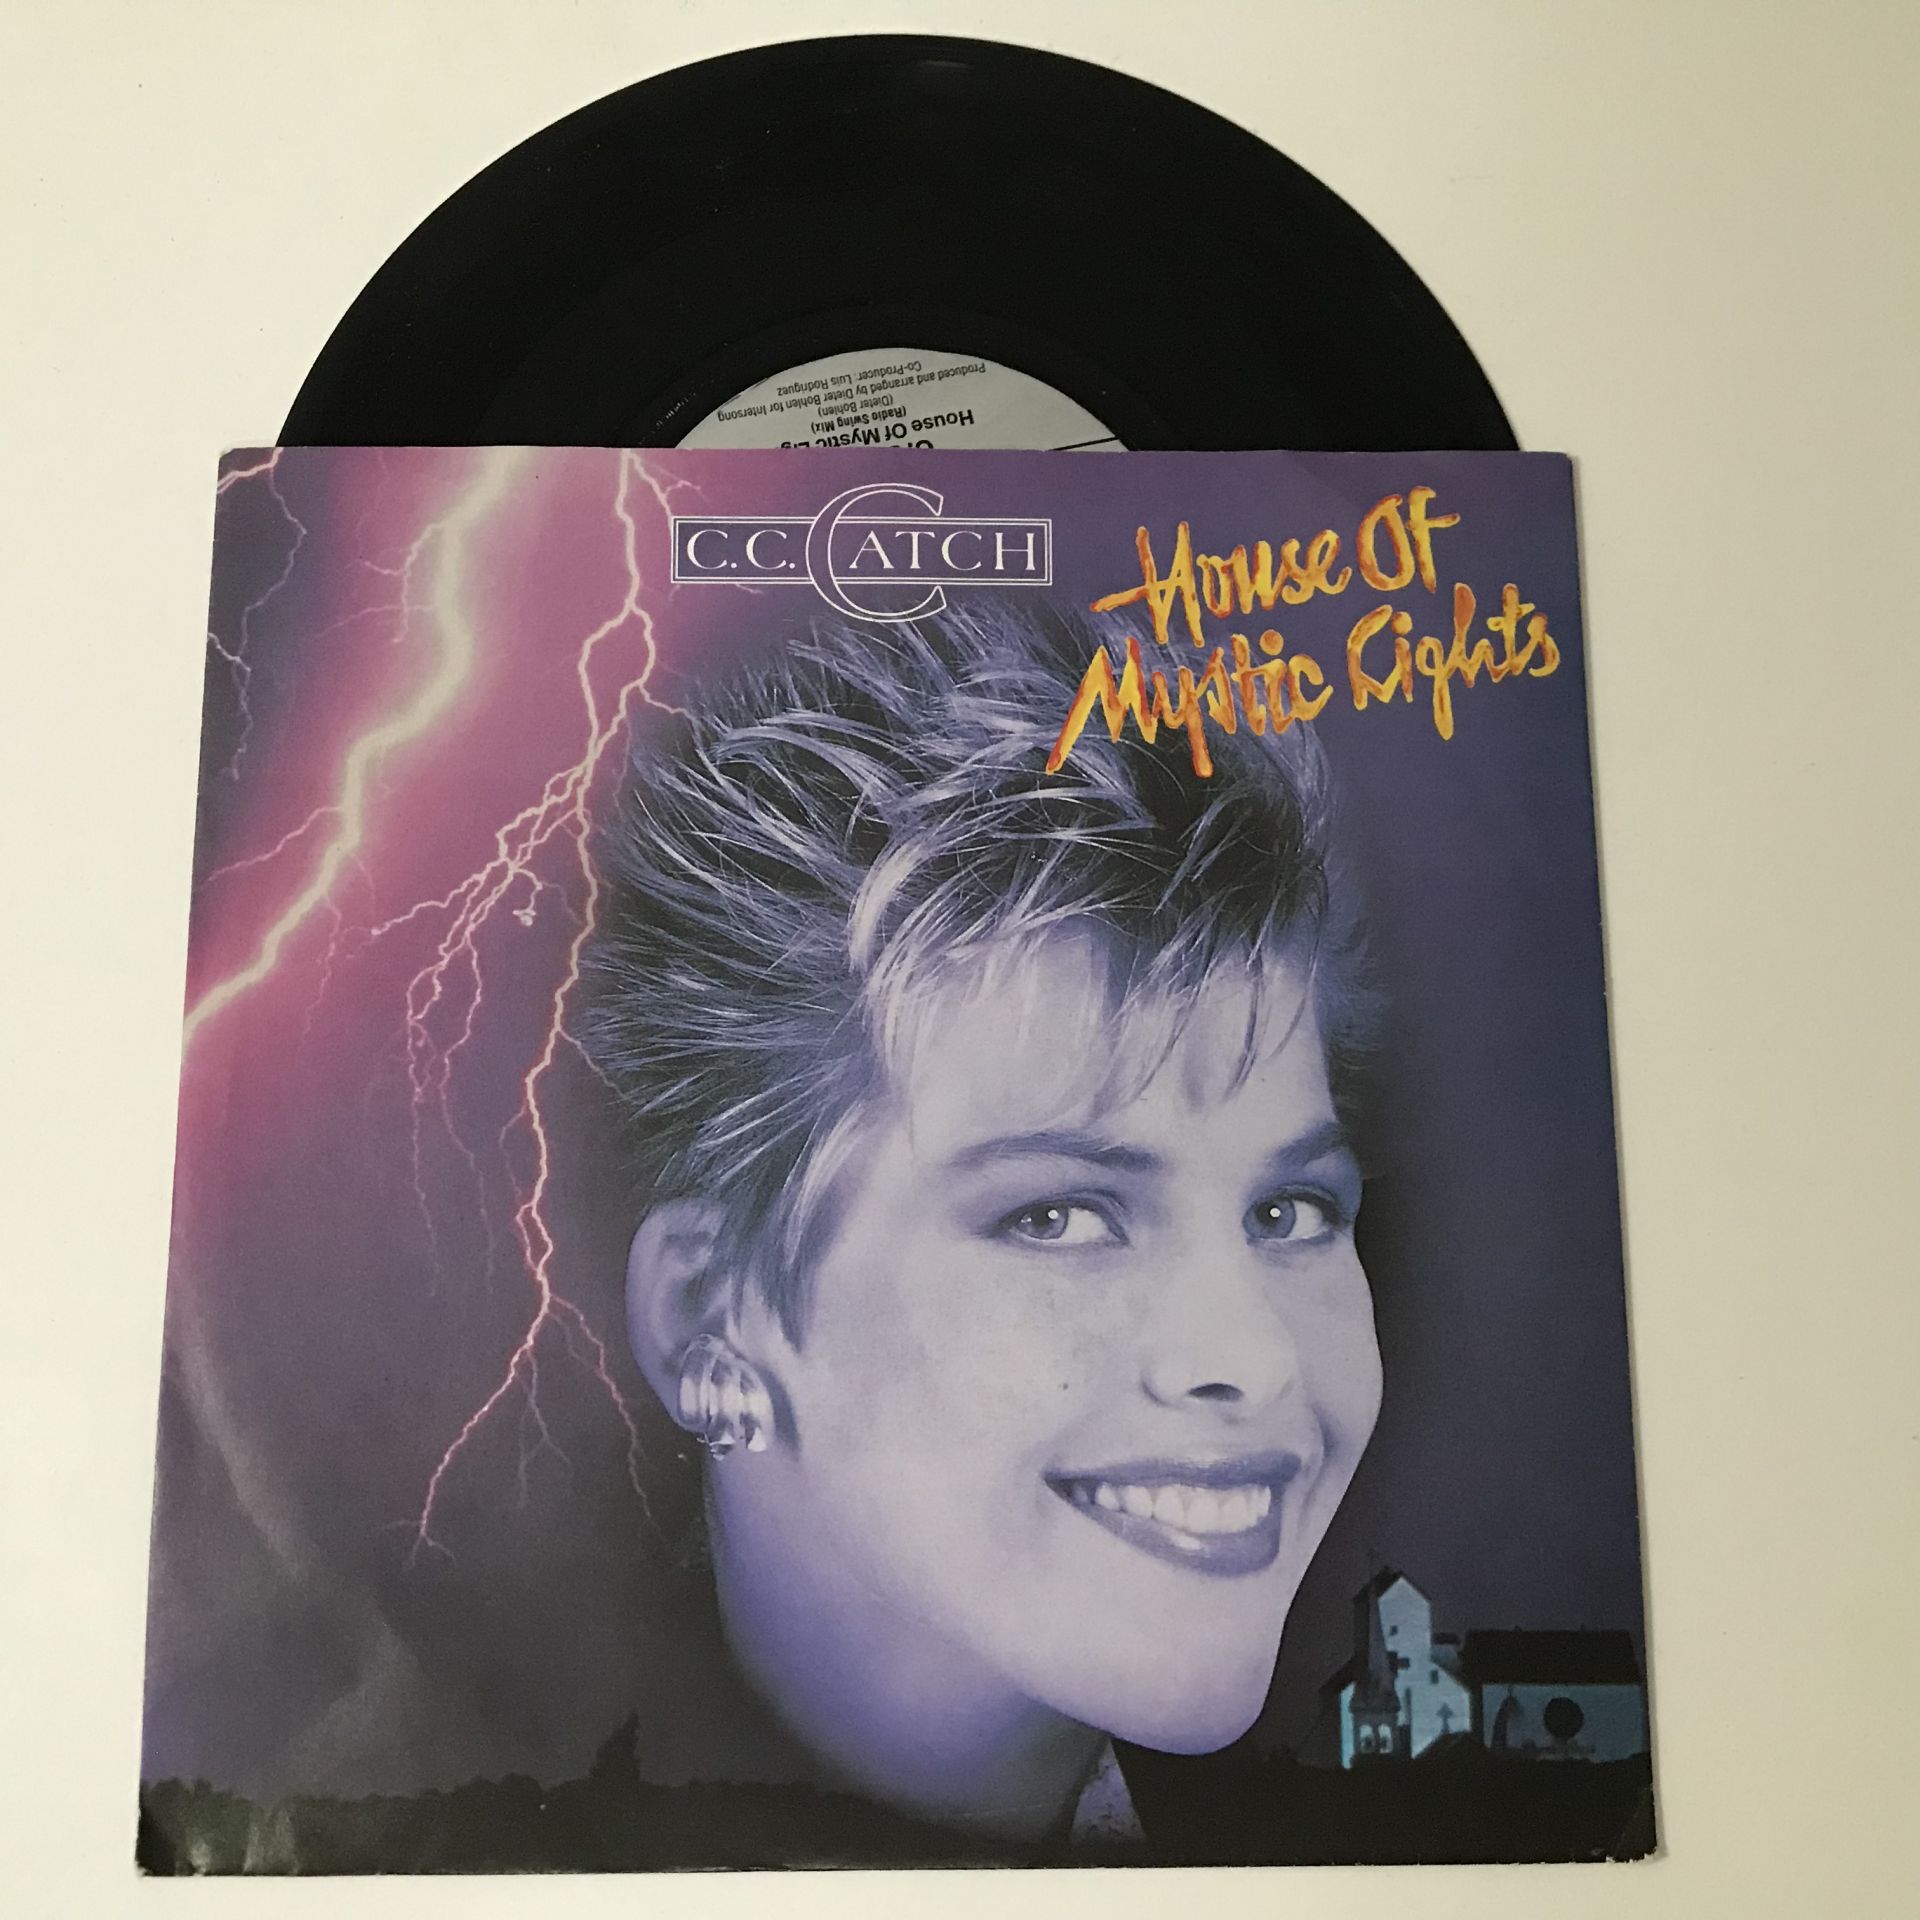 Produced and arranged by Dieter Bohlen for Intersong
Co-Producer: Luis Rodriguez
(Dieter Bohlen)
(Radio Swing Mix)
House Of Mystic
C.C. CATCH
House Of
Mystic Lights